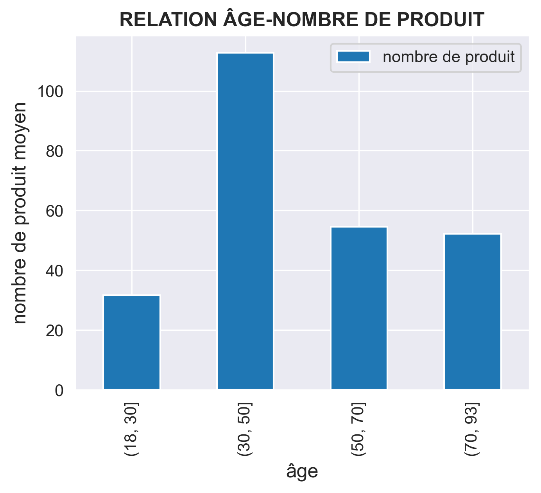 RELATION ÂGE-NOMBRE DE PRODUIT
nombre de produit
nombre de produit moyen
100
80
60
40
20
0
(18, 30]
(30, 50]
(50, 70]
(70, 93]
âge